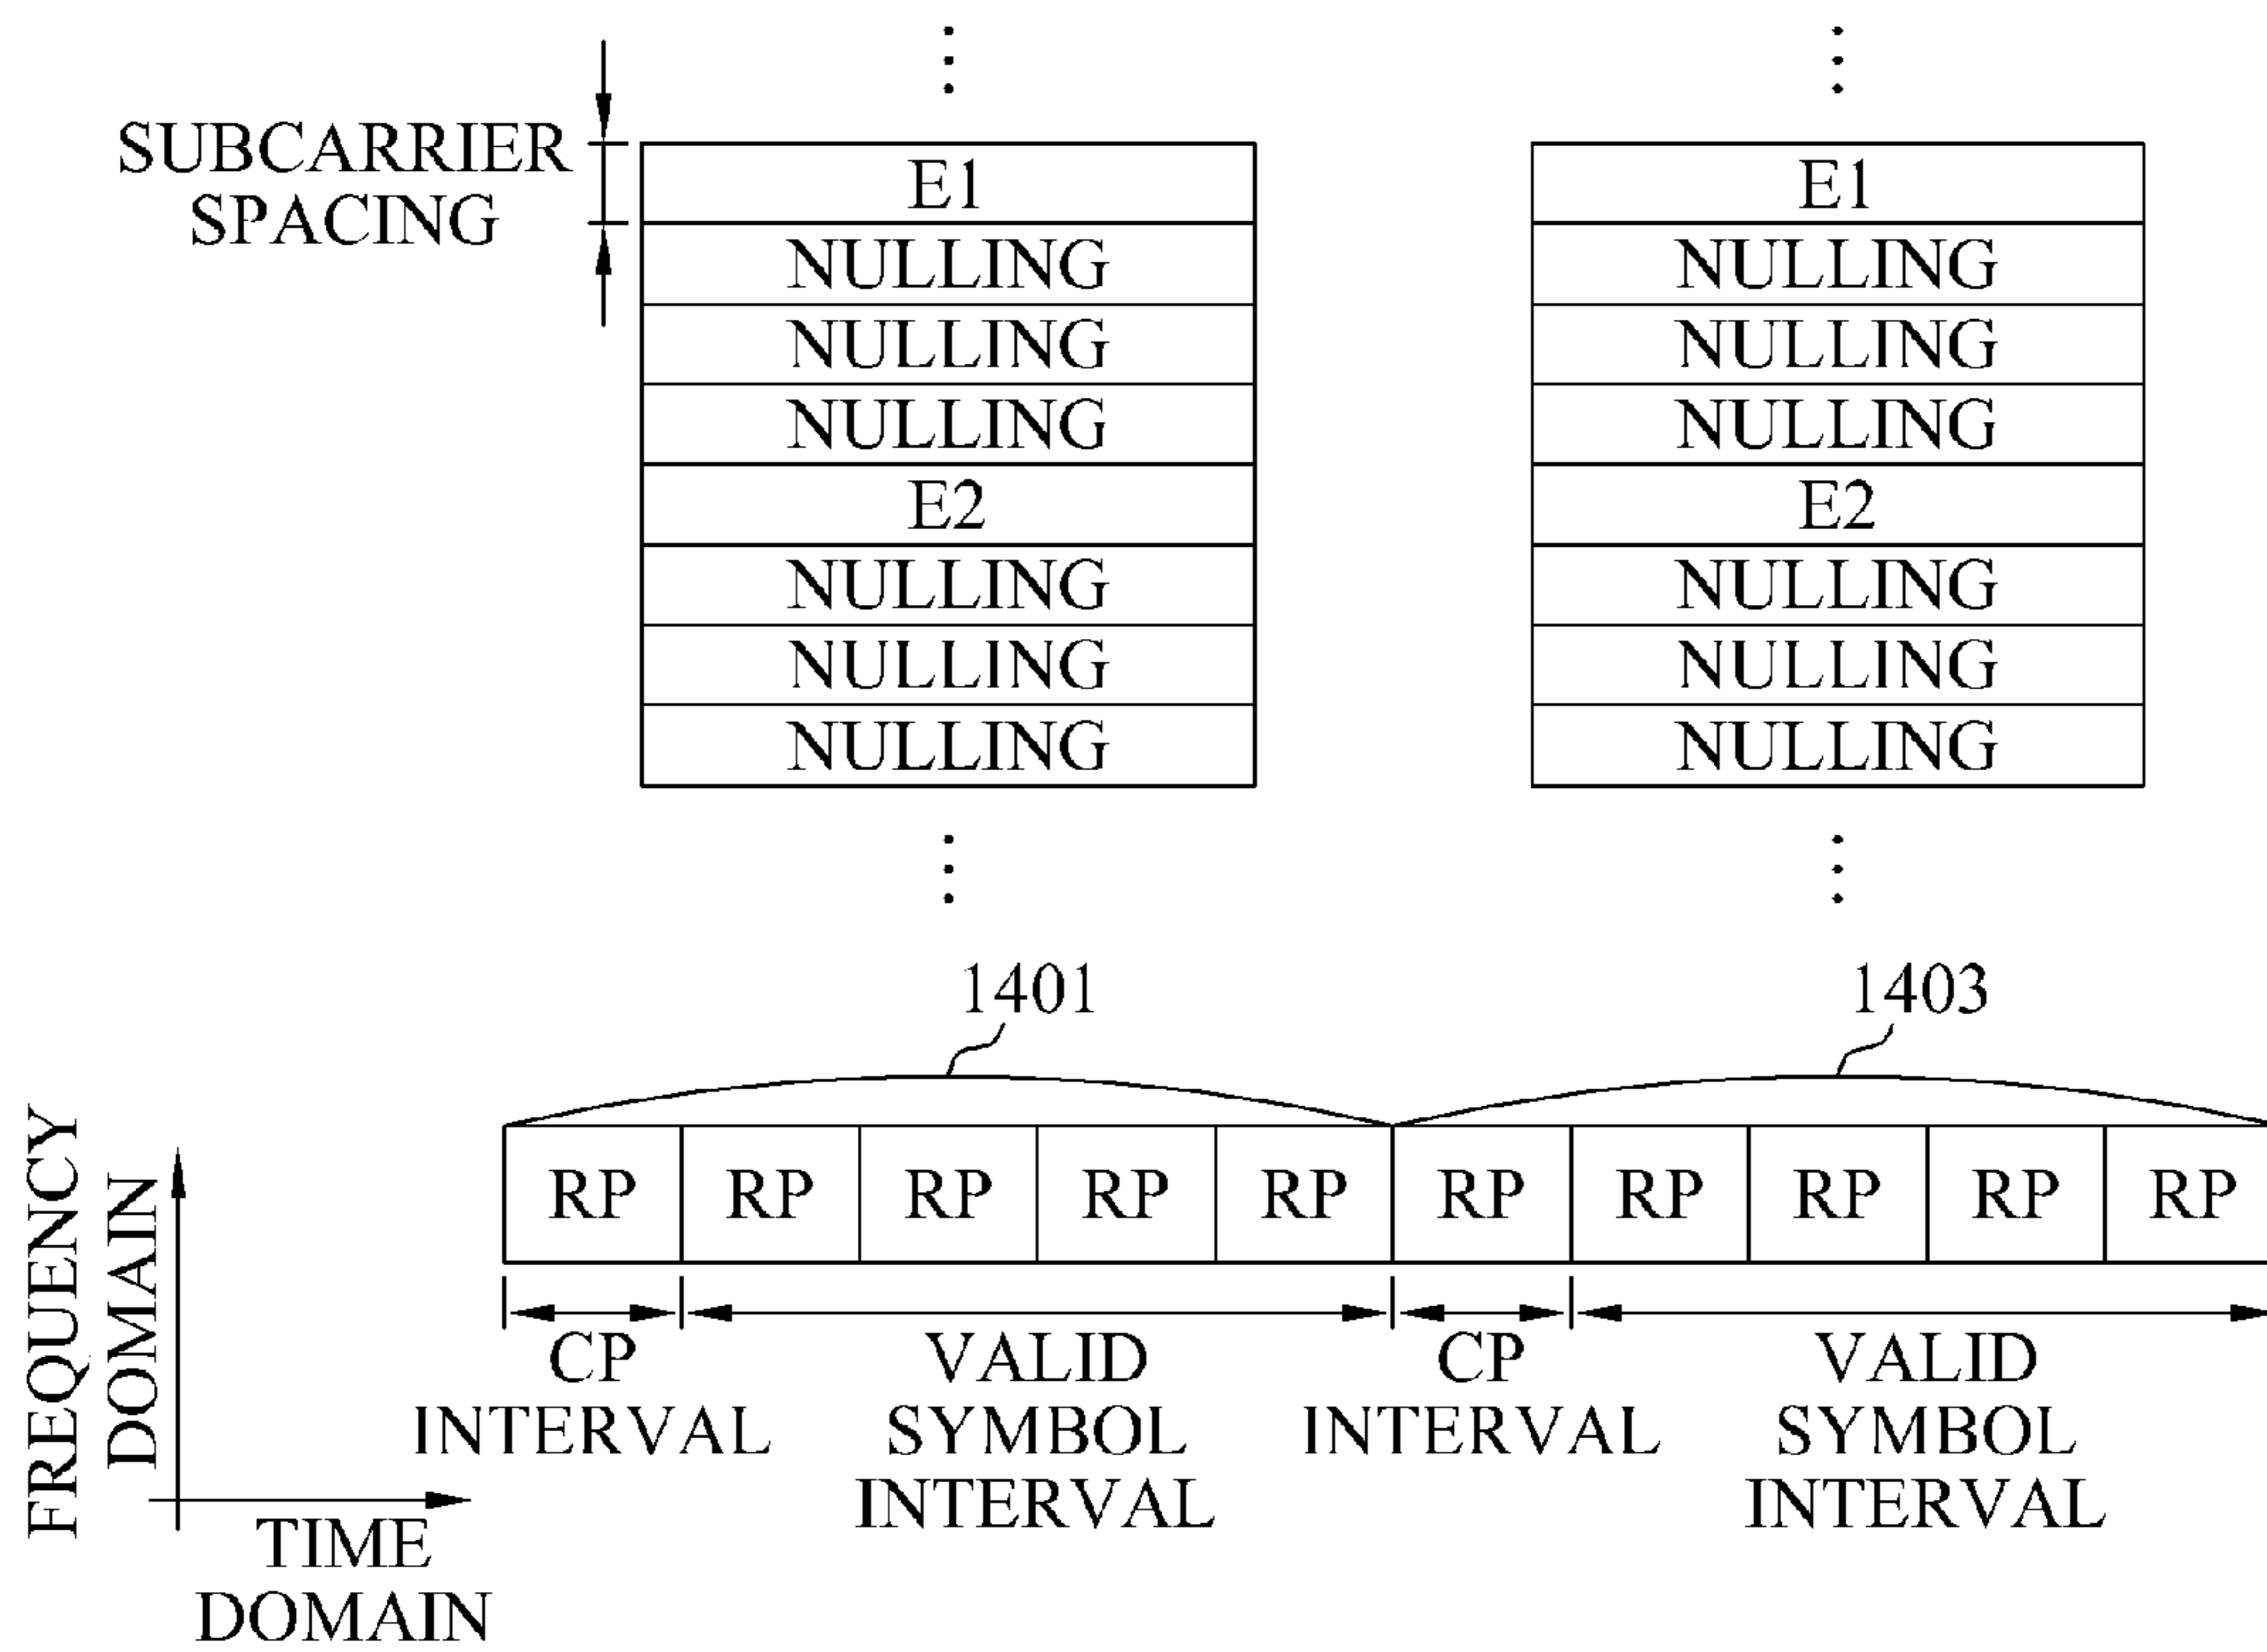 SUBCARRIER
SPACING
E1
NULLING
NULLING
NULLING
E2
NULLING
NULLING
NULLING
E1
NULLING
NULLING
NULLING
E2
NULLING
NULLING
NULLING
1401
1403
RP RP RP RP RP RP RP RP RP RP
CP
INTERVAL
VALID
SYMBOL
INTERVAL
CP
INTERVAL
VALID
SYMBOL
INTERVAL
FREQUENCY
DOMAIN
TIME
DOMAIN